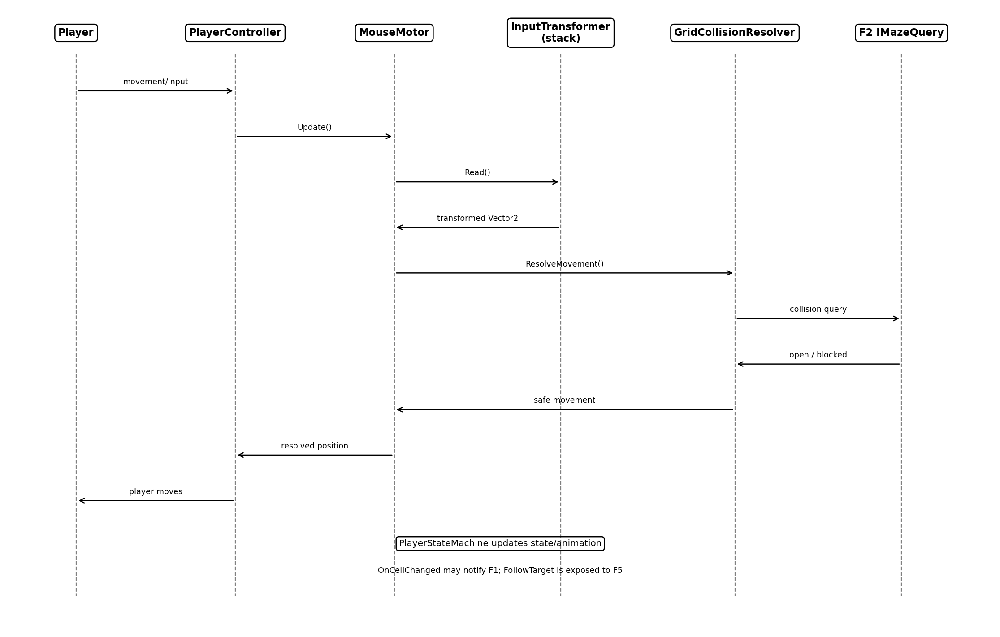 Player
PlayerController
MouseMotor
InputTransformer
(stack)
GridCollisionResolver
F2 IMazeQuery
movement/input
Update()
Read()
transformed Vector2
ResolveMovement()
collision query
open / blocked
safe movement
resolved position
player moves
PlayerStateMachine updates state/animation
OnCellChanged may notify F1; FollowTarget is exposed to F5